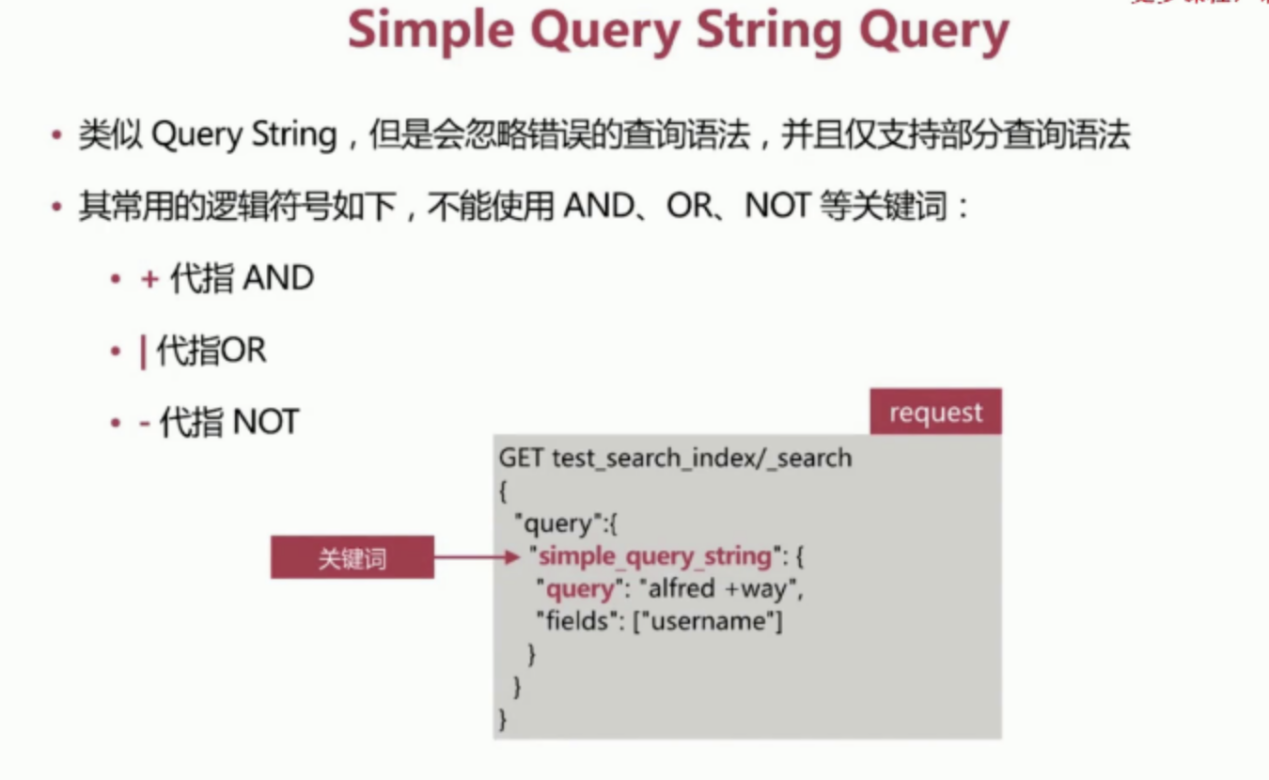 Simple Query String Query
• 类似 Query String，但是会忽略错误的查询语法，并且仅支持部分查询语法
• 其常用的逻辑符号如下，不能使用 AND、OR、NOT 等关键词：
• + 代指 AND
• | 代指OR
• - 代指 NOT
request
GET test_search_index/_search
{
"query":{
关键词
"simple_query_string": {
"query": "alfred +way",
"fields": ["username"]
}
}
}